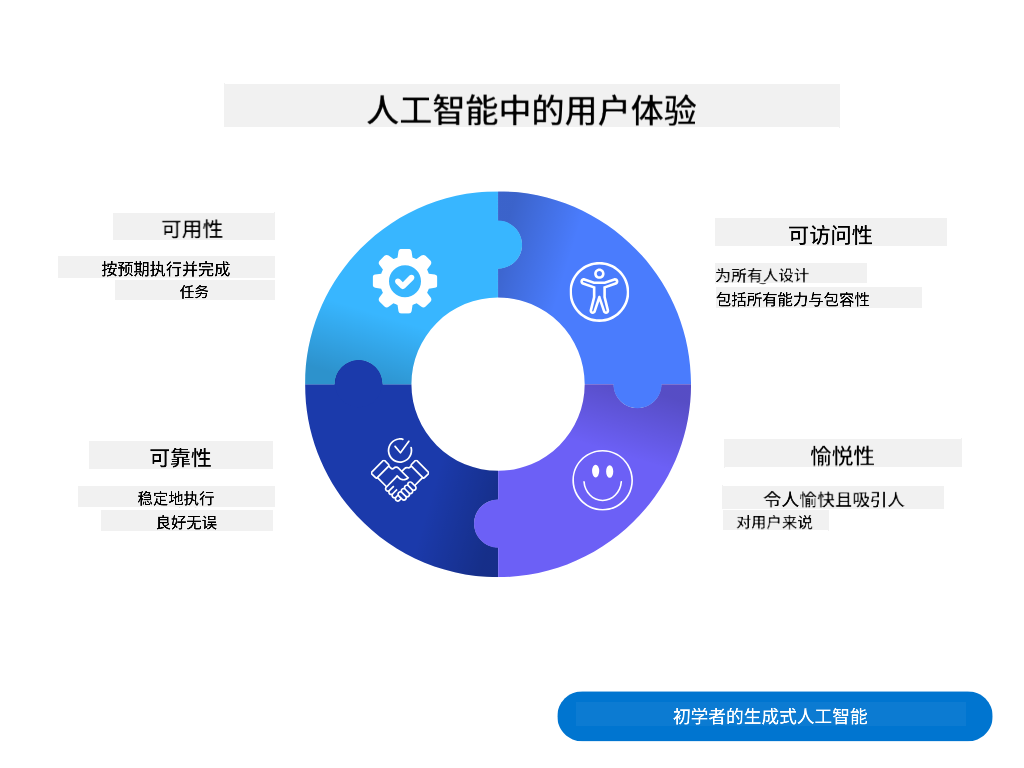 人工智能中的用户体验
可用性
按预期执行并完成
任务
可访问性
为所有人设计
包括所有能力与包容性
可靠性
稳定地执行
良好无误
愉悦性
令人愉快且吸引人
对用户来说
初学者的生成式人工智能